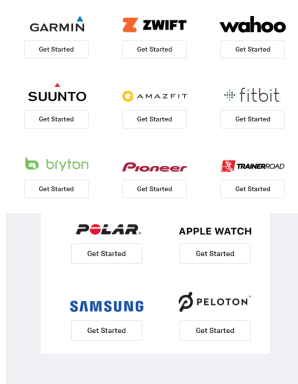 GARMIN ZWIFT wahoo
Get Started Get Started Get Started
SUUNTO AMAZFIT fitbit
Get Started Get Started Get Started
bryton Pioneer TRAINERROAD
Get Started Get Started Get Started
POLAR APPLE WATCH
Get Started Get Started
SAMSUNG PELOTON
Get Started Get Started